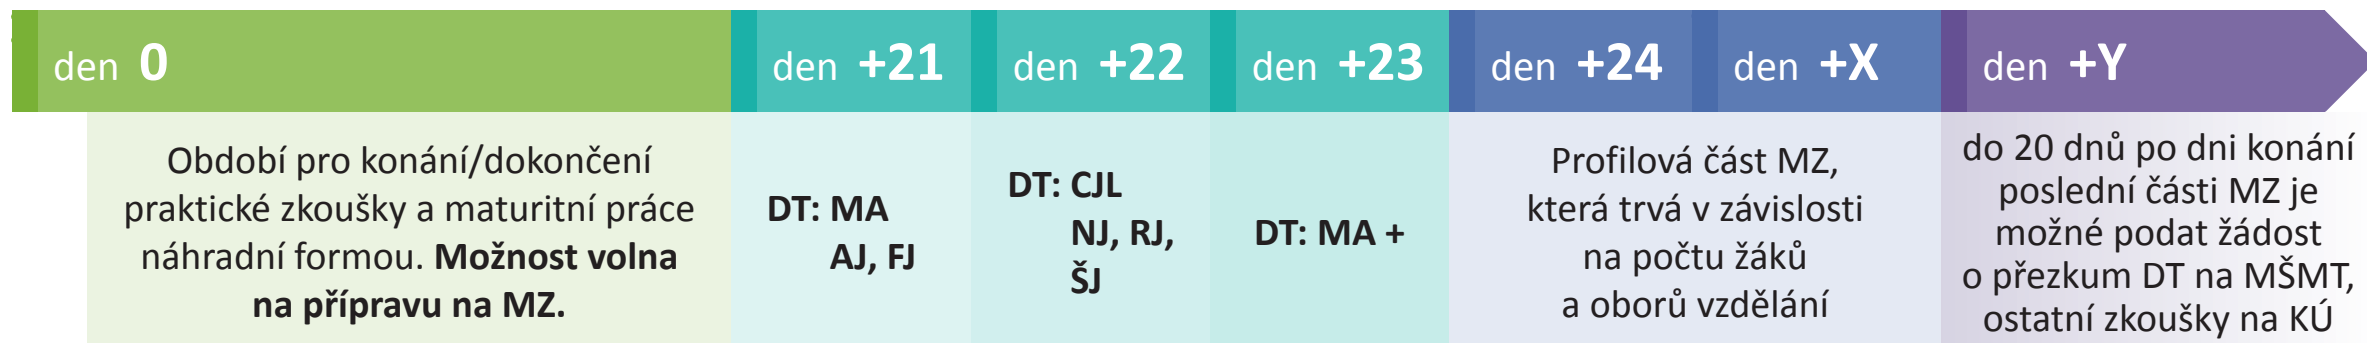 den 0
Období pro konání/dokončení
praktické zkoušky a maturitní práce
náhradní formou. Možnost volna
na přípravu na MZ.
den +21
DT: MA
AJ, FJ
den +22
DT: CJL
NJ, RJ,
ŠJ
den +23
DT: MA +
den +24
den +X
Profilová část MZ,
která trvá v závislosti
na počtu žáků
a oborů vzdělání
den +Y
do 20 dnů po dni konání
poslední části MZ je
možné podat žádost
o přezkum DT na MŠMT,
ostatní zkoušky na KÚ